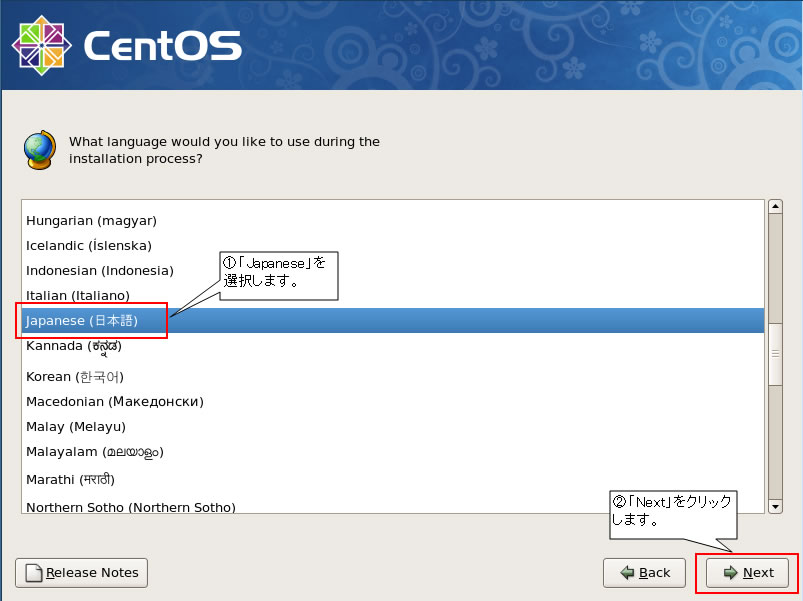 CentOS
What language would you like to use during the
installation process?
Hungarian (magyar)
Icelandic (Íslenska)
Indonesian (Indonesia)
Italian (Italiano)
①「Japanese」を
選択します。
Japanese (日本語)
Kannada (ಕನ್ನಡ)
Korean (한국어)
Macedonian (Македонски)
Malay (Melayu)
Malayalam (മലയാളം)
Marathi (मराठी)
Northern Sotho (Northern Sotho)
②「Next」をクリック
します。
Release Notes
Back
Next